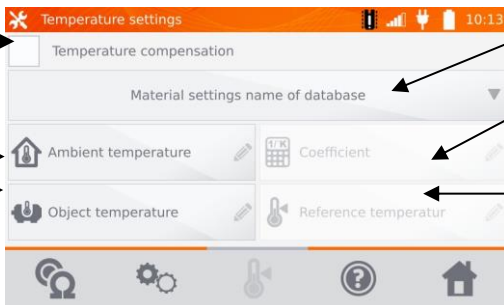 Temperature settings 10:13
Temperature compensation
Material settings name of database
Ambient temperature
1/K
Coefficient
Object temperature
Reference temperatur
Ω
?